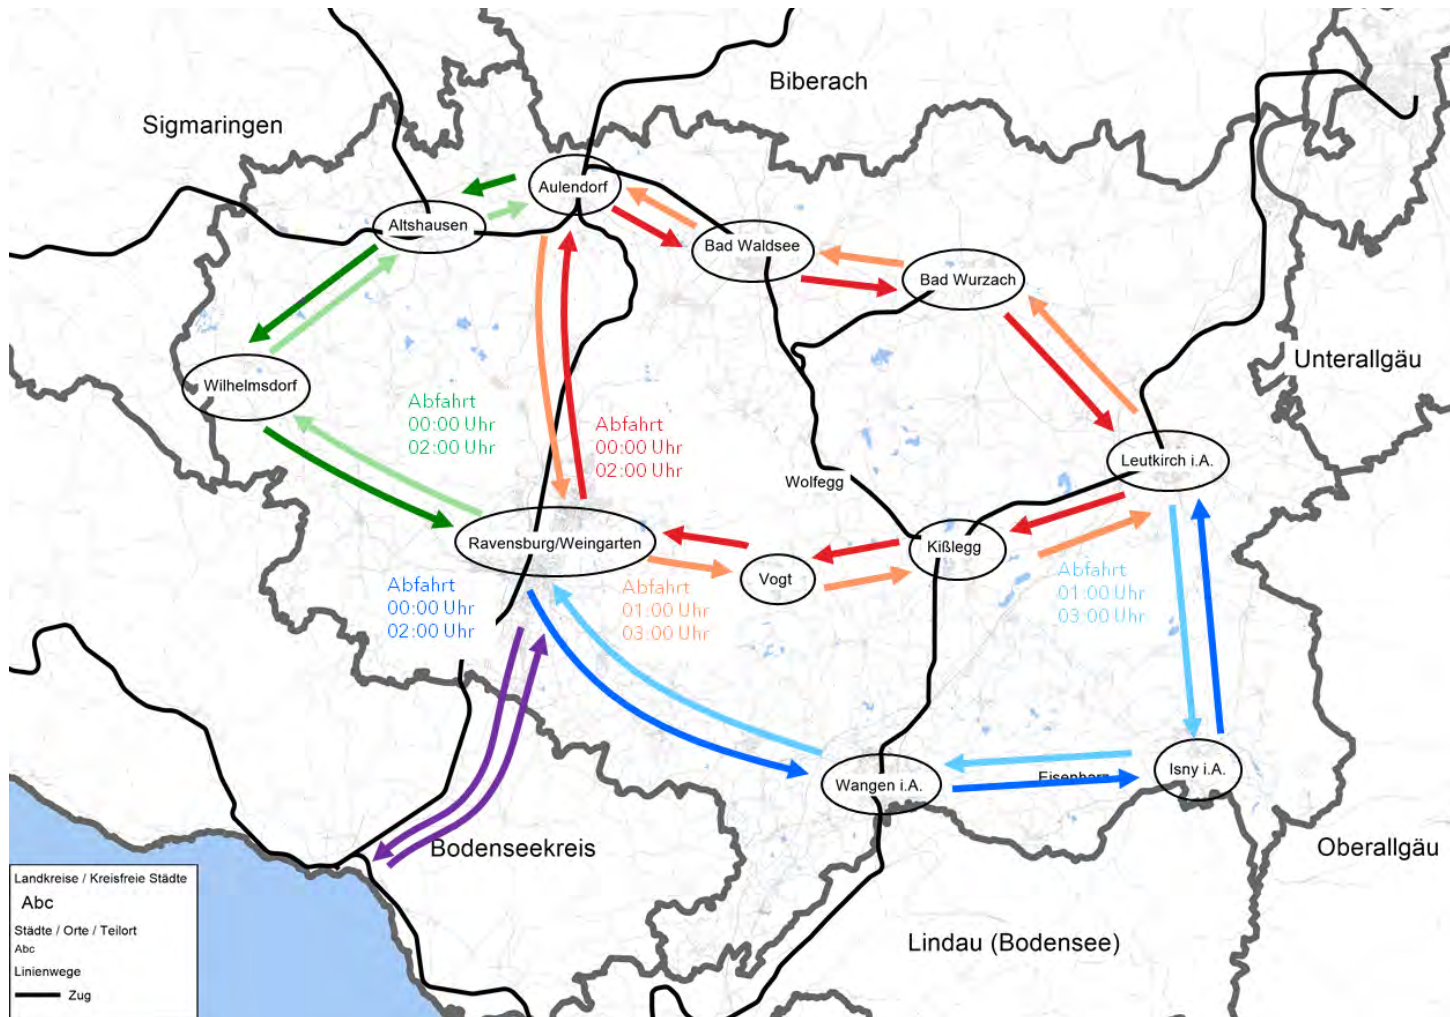 Biberach
Sigmaringen
Aulendorf
Altshausen
Bad Waldsee
Bad Wurzach
Unterallgäu
Wilhelmsdorf
Abfahrt
00:00 Uhr
02:00 Uhr
Abfahrt
00:00 Uhr
02:00 Uhr
Leutkirch i.A.
Wolfegg
Ravensburg/Weingarten
Kißlegg
Vogt
Abfahrt
00:00 Uhr
02:00 Uhr
Abfahrt
01:00 Uhr
03:00 Uhr
Abfahrt
01:00 Uhr
03:00 Uhr
Wangen i.A.
Eisenharz
Isny i.A.
Bodenseekreis
Oberallgäu
Lindau (Bodensee)
Landkreise / Kreisfreie Städte
Abc
Städte / Orte / Teilort
Abc
Linienwege
Zug